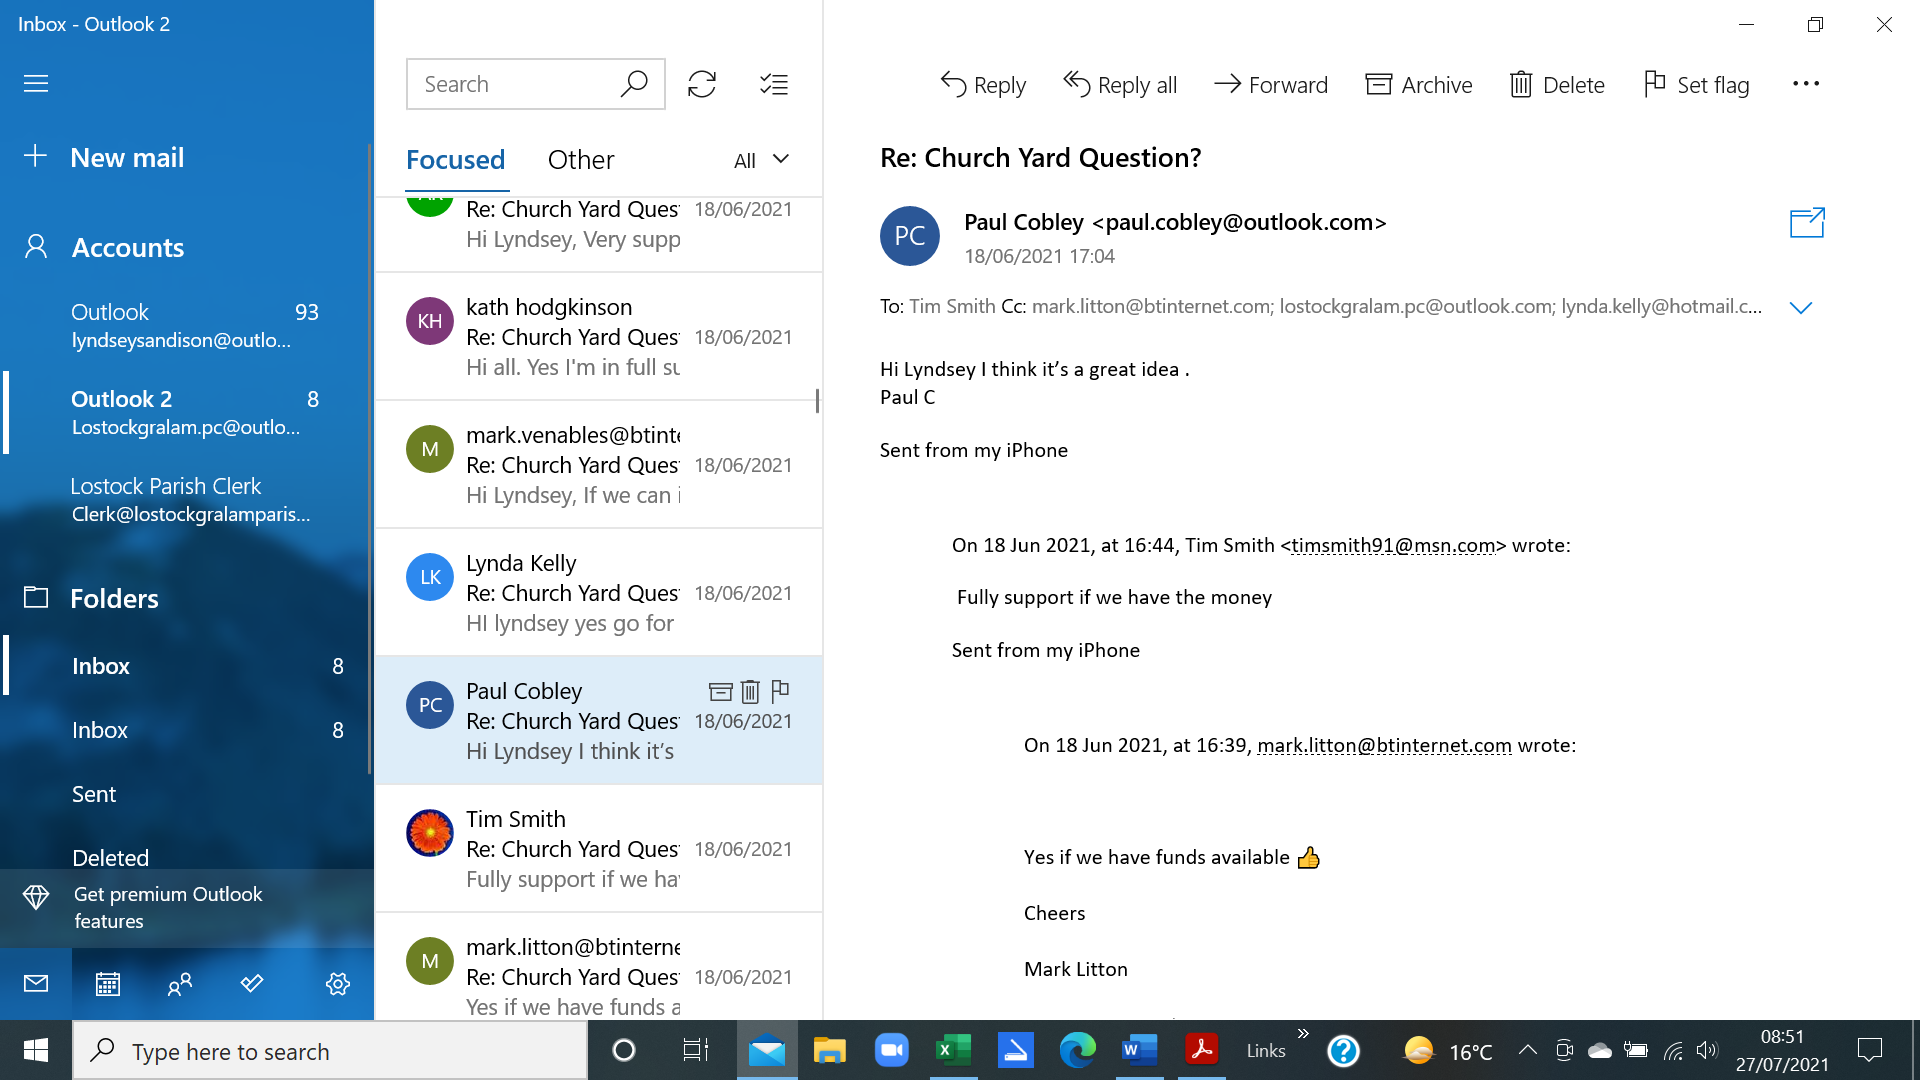 Inbox - Outlook 2
New mail
Accounts
Outlook 93
lyndseysandison@outlo...
Outlook 2 8
Lostockgralam.pc@outlo...
Lostock Parish Clerk
Clerk@lostockgralamparis...
Folders
Inbox 8
Inbox 8
Sent
Deleted
Get premium Outlook
features
Search
Focused Other All
Re: Church Yard Ques 18/06/2021
Hi Lyndsey, Very supp
KH kath hodgkinson
Re: Church Yard Ques 18/06/2021
Hi all. Yes I'm in full su
M mark.venables@btinte
Re: Church Yard Ques 18/06/2021
Hi Lyndsey, If we can i
LK Lynda Kelly
Re: Church Yard Ques 18/06/2021
HI lyndsey yes go for
PC Paul Cobley
Re: Church Yard Ques 18/06/2021
Hi Lyndsey I think it’s
Tim Smith
Re: Church Yard Ques 18/06/2021
Fully support if we hav
M mark.litton@btinterne
Re: Church Yard Ques 18/06/2021
Yes if we have funds a
Reply Reply all Forward Archive Delete Set flag
Re: Church Yard Question?
PC Paul Cobley <paul.cobley@outlook.com>
18/06/2021 17:04
To: Tim Smith Cc: mark.litton@btinternet.com; lostockgralam.pc@outlook.com; lynda.kelly@hotmail.c...
Hi Lyndsey I think it’s a great idea .
Paul C
Sent from my iPhone
On 18 Jun 2021, at 16:44, Tim Smith <timsmith91@msn.com> wrote:
Fully support if we have the money
Sent from my iPhone
On 18 Jun 2021, at 16:39, mark.litton@btinternet.com wrote:
Yes if we have funds available 👍
Cheers
Mark Litton
Type here to search
Links
16°C
08:51
27/07/2021